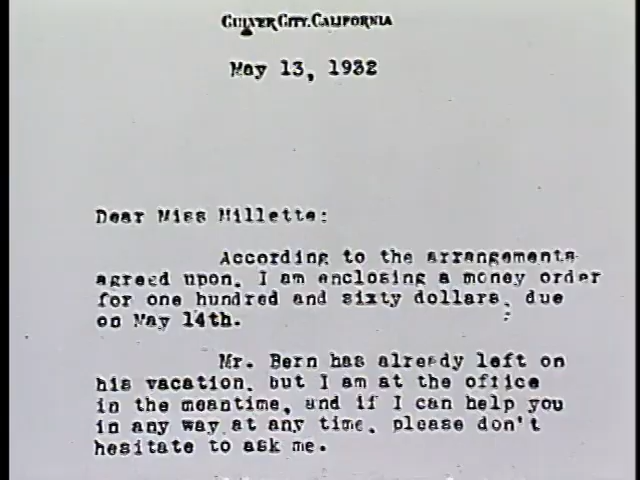 CULVER CITY, CALIFORNIA
May 13, 1932
Dear Miss Millette:
According to the arrangements
agreed upon, I am enclosing a money order
for one hundred and sixty dollars, due
on May 14th.
Mr. Bern has already left on
his vacation, but I am at the office
in the meantime, and if I can help you
in any way at any time, please don't
hesitate to ask me.